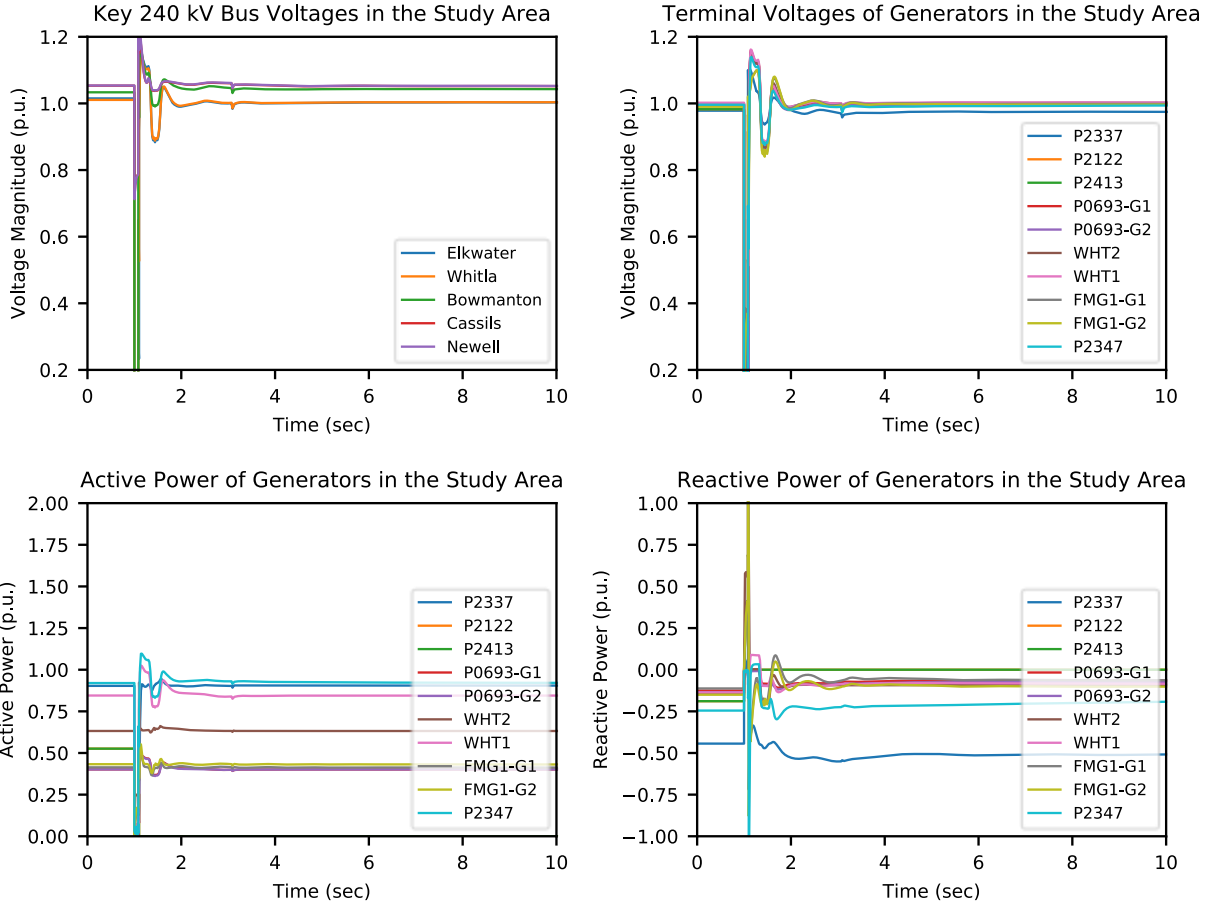 Key 240 kV Bus Voltages in the Study Area
Voltage Magnitude (p.u.)
1.2
1.0
0.8
0.6
0.4
0.2
Elkwater
Whitla
Bowmanton
Cassils
Newell
0 2 4 6 8 10
Time (sec)
Terminal Voltages of Generators in the Study Area
Voltage Magnitude (p.u.)
1.2
1.0
0.8
0.6
0.4
0.2
P2337
P2122
P2413
P0693-G1
P0693-G2
WHT2
WHT1
FMG1-G1
FMG1-G2
P2347
0 2 4 6 8 10
Time (sec)
Active Power of Generators in the Study Area
Active Power (p.u.)
2.00
1.75
1.50
1.25
1.00
0.75
0.50
0.25
0.00
P2337
P2122
P2413
P0693-G1
P0693-G2
WHT2
WHT1
FMG1-G1
FMG1-G2
P2347
0 2 4 6 8 10
Time (sec)
Reactive Power of Generators in the Study Area
Reactive Power (p.u.)
1.00
0.75
0.50
0.25
0.00
−0.25
−0.50
−0.75
−1.00
P2337
P2122
P2413
P0693-G1
P0693-G2
WHT2
WHT1
FMG1-G1
FMG1-G2
P2347
0 2 4 6 8 10
Time (sec)